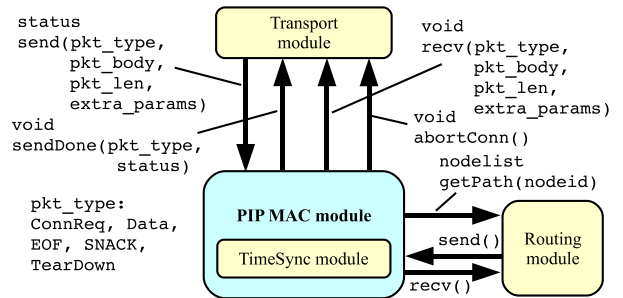 status
send(pkt_type,
pkt_body,
pkt_len,
extra_params)
void
sendDone(pkt_type,
status)
Transport
module
void
recv(pkt_type,
pkt_body,
pkt_len,
extra_params)
void
abortConn()
nodelist
getPath(nodeid)
pkt_type:
ConnReq, Data,
EOF, SNACK,
TearDown
PIP MAC module
TimeSync module
send()
recv()
Routing
module